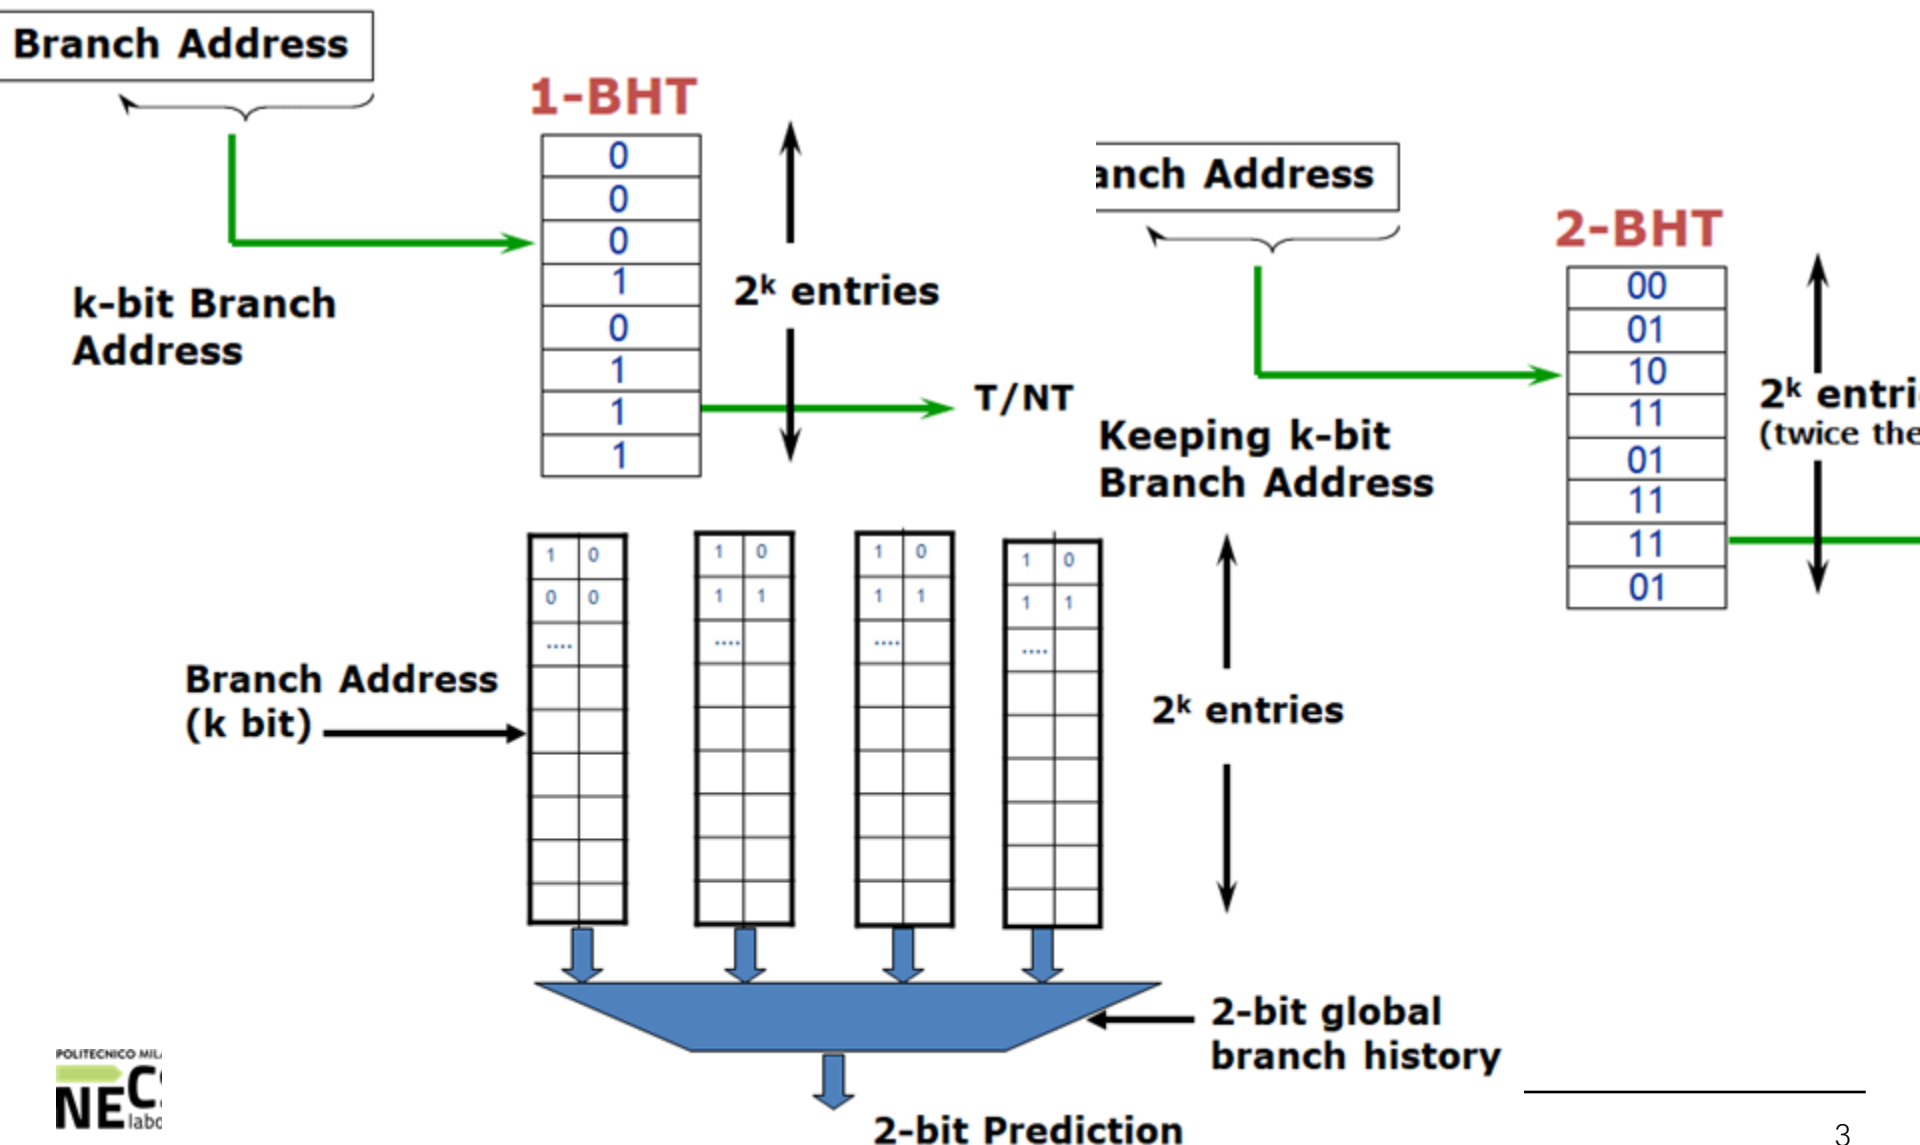 Branch Address
1-BHT
0
0
0
1
0
1
1
1
2ᵏ entries
T/NT
k-bit Branch
Address
anch Address
2-BHT
00
01
10
11
01
11
11
01
2ᵏ entri
(twice the
Keeping k-bit
Branch Address
1 0
0 0
....
1 0
1 1
....
1 0
1 1
....
1 0
1 1
....
Branch Address
(k bit)
2ᵏ entries
2-bit global
branch history
2-bit Prediction
POLITECNICO MIL
NECS
labo
3